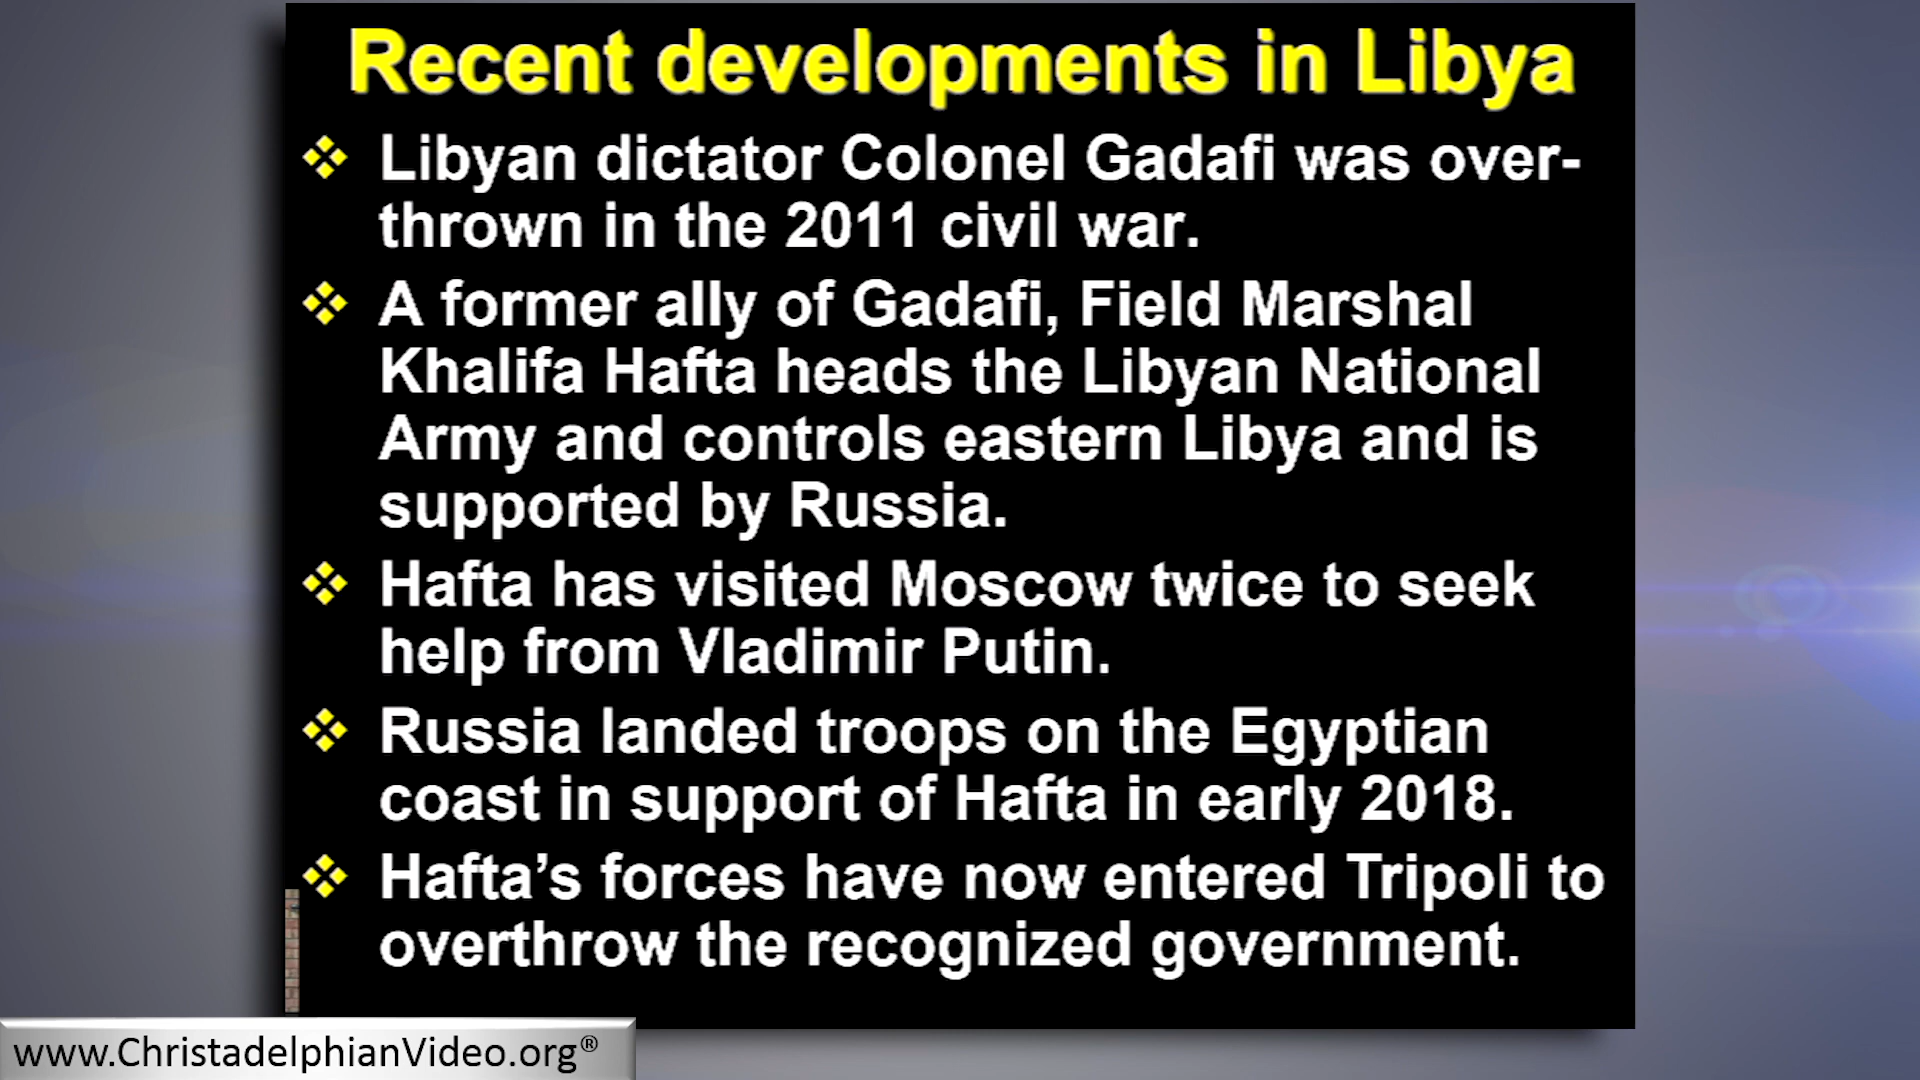 Recent developments in Libya
❖ Libyan dictator Colonel Gadafi was over-
thrown in the 2011 civil war.
❖ A former ally of Gadafi, Field Marshal
Khalifa Hafta heads the Libyan National
Army and controls eastern Libya and is
supported by Russia.
❖ Hafta has visited Moscow twice to seek
help from Vladimir Putin.
❖ Russia landed troops on the Egyptian
coast in support of Hafta in early 2018.
❖ Hafta’s forces have now entered Tripoli to
overthrow the recognized government.
www.ChristadelphianVideo.org®